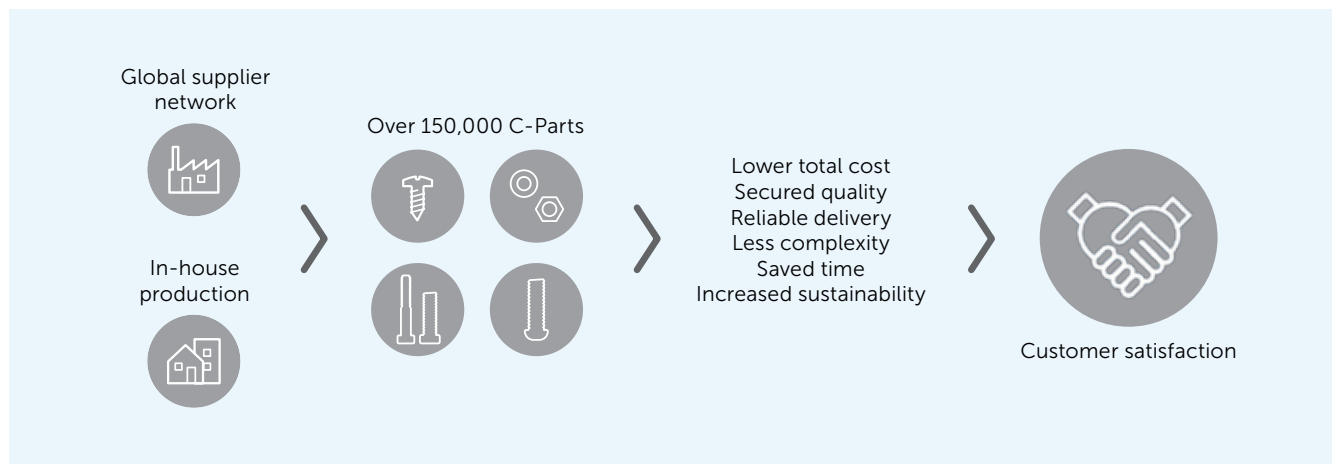 Global supplier
network
In-house
production
Over 150,000 C-Parts
Lower total cost
Secured quality
Reliable delivery
Less complexity
Saved time
Increased sustainability
Customer satisfaction